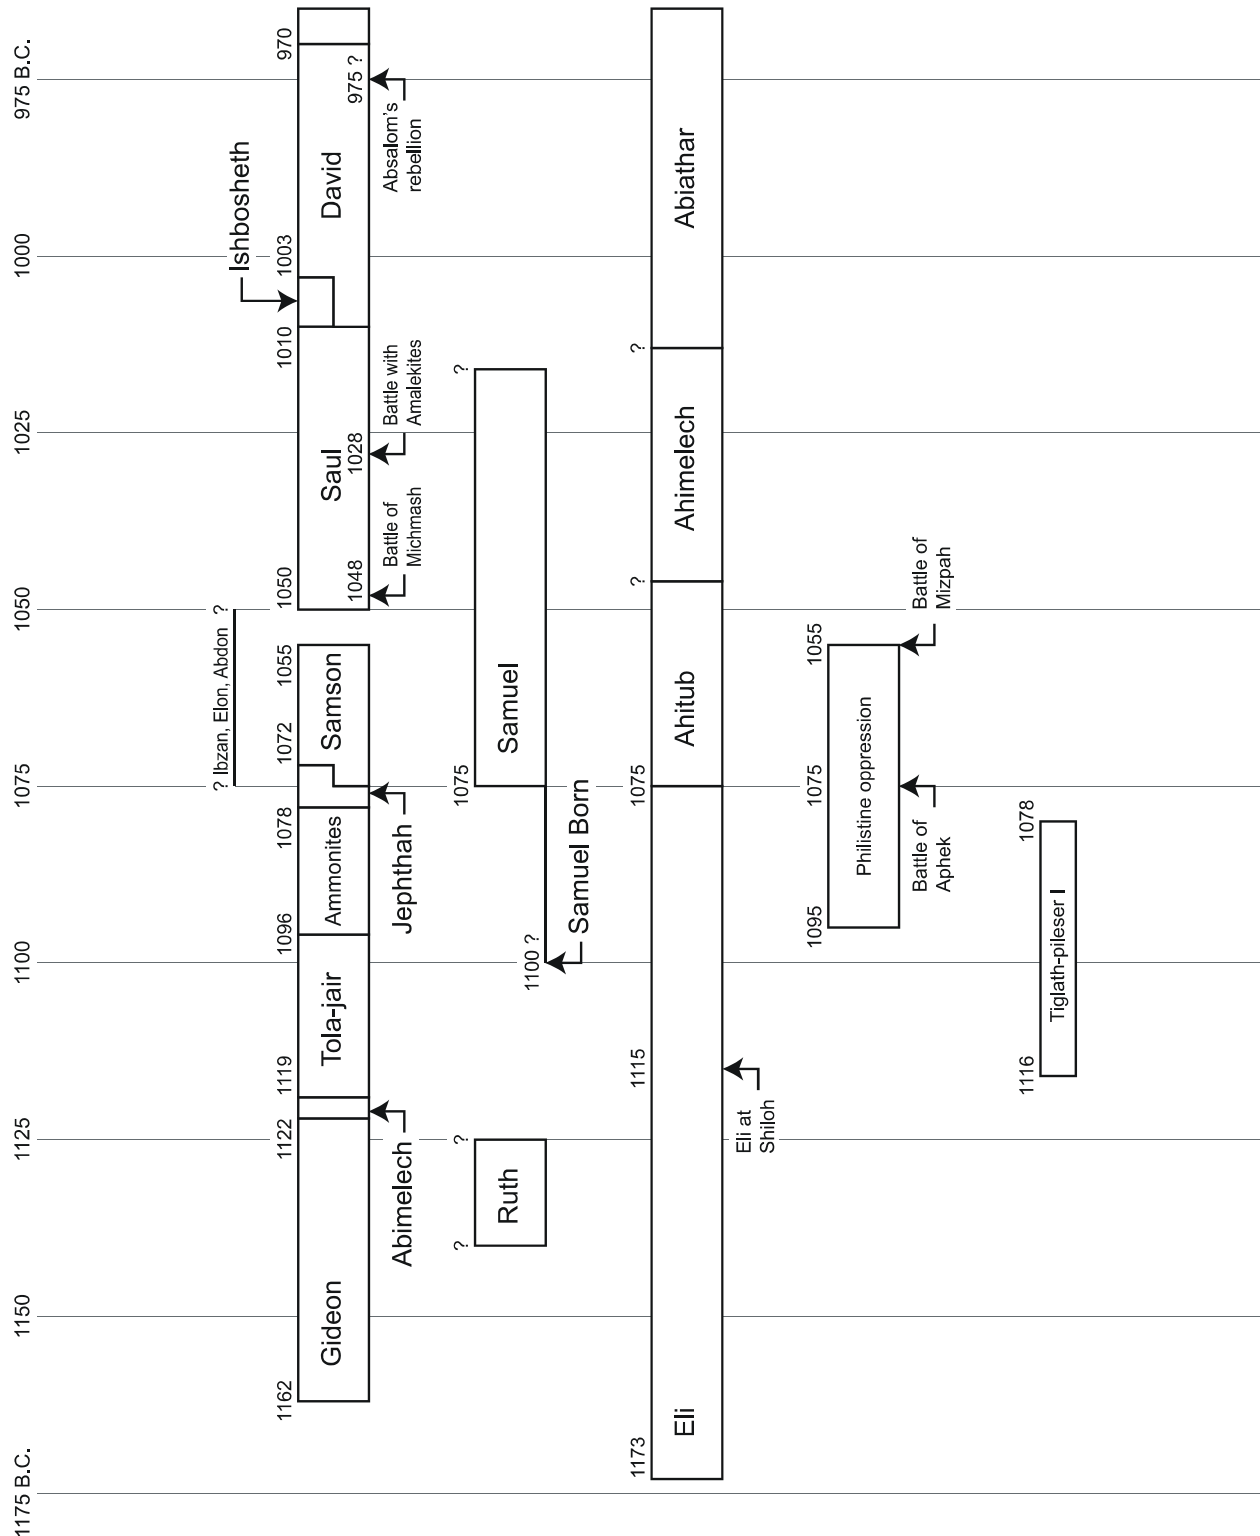 1175 B.C.
1150
1125
1100
1075
1050
1025
1000
975 B.C.
? Ibzan, Elon, Abdon ?
Ishbosheth
1162
1122
1119
1096
1078
1072
1055
1050
1010
1003
970
Gideon
Tola-jair
Ammonites
Samson
Saul
David
1048
1028
975 ?
Abimelech
Jephthah
Battle of
Michmash
Battle with
Amalekites
Absalom's
rebellion
?
?
1075
?
Ruth
Samuel
1100 ?
Samuel Born
1173
1115
1075
?
?
Eli
Ahitub
Ahimelech
Abiathar
Eli at
Shiloh
1095
1075
1055
Philistine oppression
Battle of
Aphek
Battle of
Mizpah
1116
1078
Tiglath-pileser I